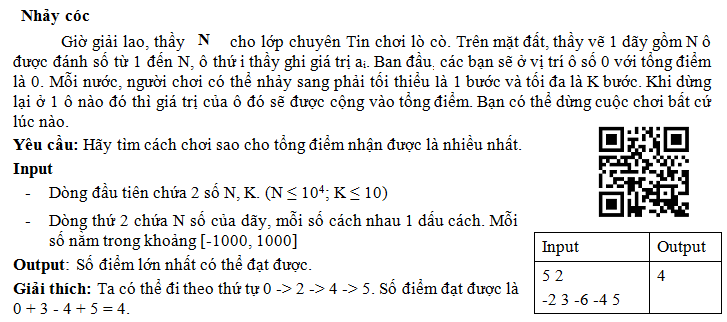 Nhảy cóc
Giờ giải lao, thầy N cho lớp chuyên Tin chơi lò cò. Trên mặt đất, thầy vẽ 1 dãy gồm N ô
được đánh số từ 1 đến N, ô thứ i thầy ghi giá trị aᵢ. Ban đầu, các bạn sẽ ở vị trí ô số 0 với tổng điểm
là 0. Mỗi nước, người chơi có thể nhảy sang phải tối thiểu là 1 bước và tối đa là K bước. Khi dừng
lại ở 1 ô nào đó thì giá trị của ô đó sẽ được cộng vào tổng điểm. Bạn có thể dừng cuộc chơi bất cứ
lúc nào.
Yêu cầu: Hãy tìm cách chơi sao cho tổng điểm nhận được là nhiều nhất.
Input
- Dòng đầu tiên chứa 2 số N, K. (N ≤ 10⁴; K ≤ 10)
- Dòng thứ 2 chứa N số của dãy, mỗi số cách nhau 1 dấu cách. Mỗi
số nằm trong khoảng [-1000, 1000]
Output: Số điểm lớn nhất có thể đạt được.
Giải thích: Ta có thể đi theo thứ tự 0 -> 2 -> 4 -> 5. Số điểm đạt được là
0 + 3 - 4 + 5 = 4.
Input Output
5 2 4
-2 3 -6 -4 5